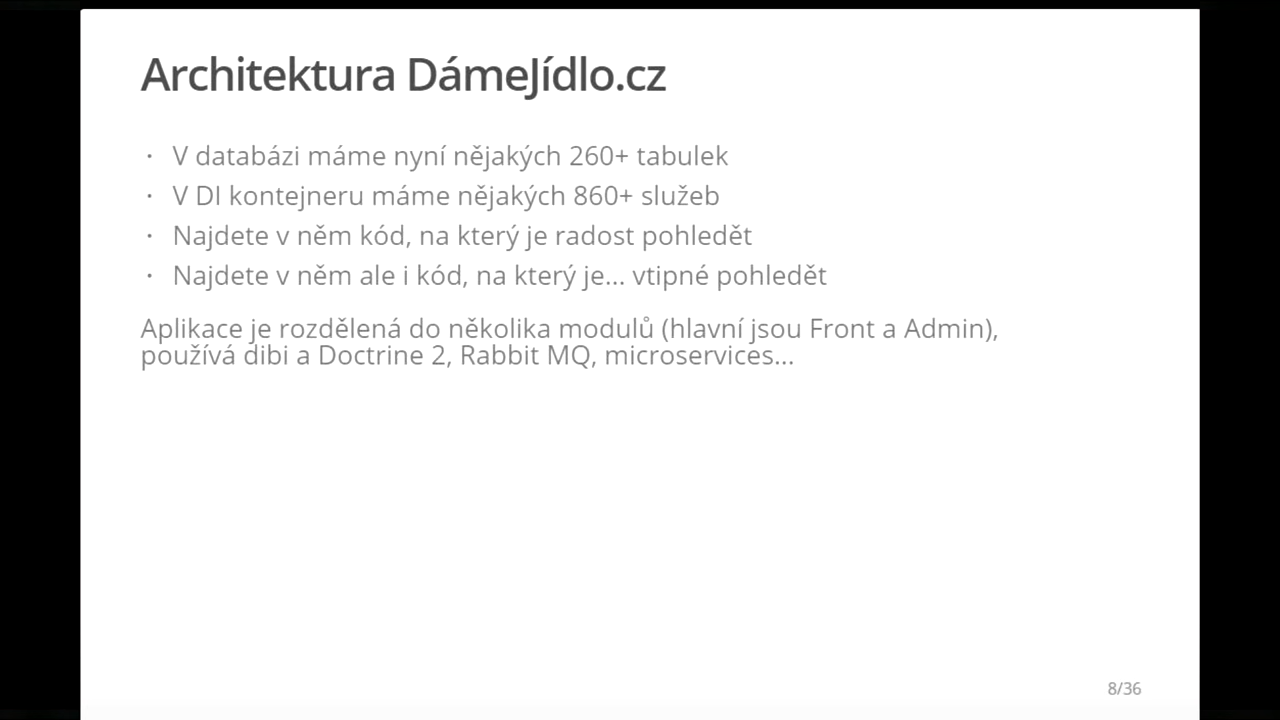 Architektura DámeJídlo.cz
· V databázi máme nyní nějakých 260+ tabulek
· V DI kontejneru máme nějakých 860+ služeb
· Najdete v něm kód, na který je radost pohledět
· Najdete v něm ale i kód, na který je... vtipné pohledět
Aplikace je rozdělená do několika modulů (hlavní jsou Front a Admin),
používá dibi a Doctrine 2, Rabbit MQ, microservices...
8/36